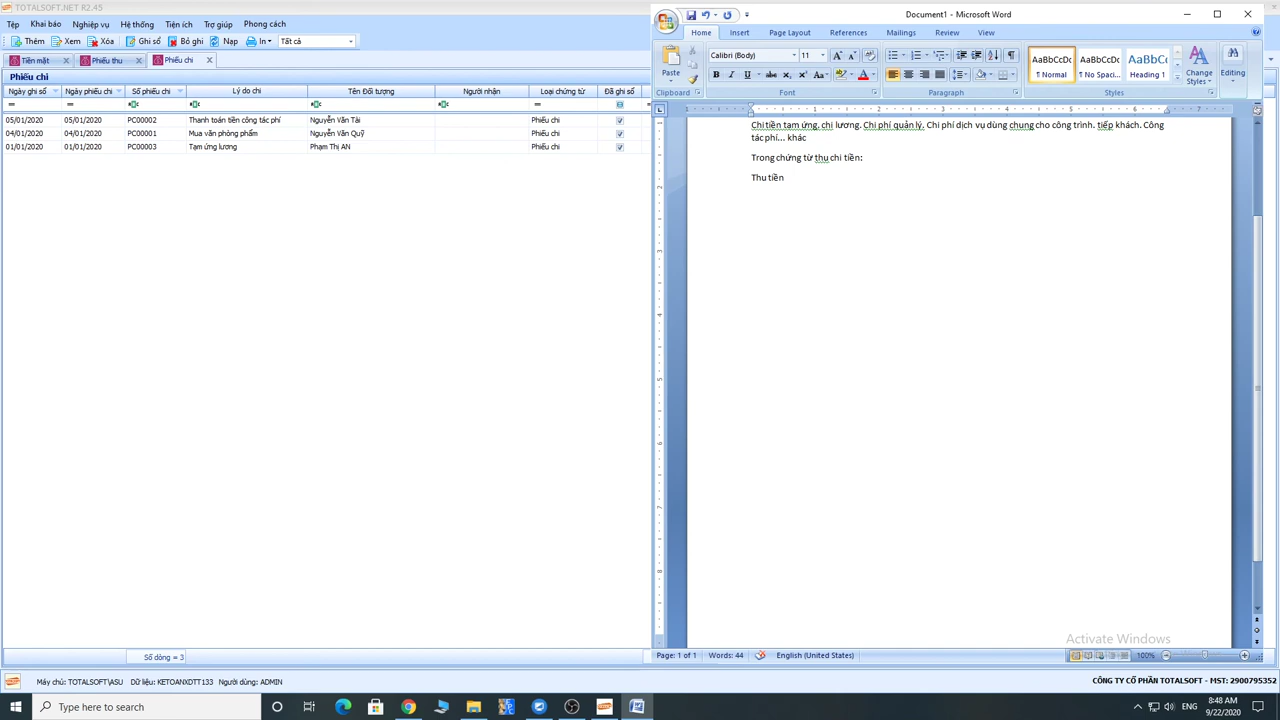 TOTALSOFT.NET R2.45
Tệp Khai báo Nghiệp vụ Hệ thống Tiện ích Trợ giúp Phong cách
Thêm Xem Xóa Ghi sổ Bỏ ghi Nạp In Tất cả
Tiền mặt Phiếu thu Phiếu chi
Phiếu chi
Ngày ghi sổ Ngày phiếu chi Số phiếu chi Lý do chi Tên Đối tượng Người nhận Loại chứng từ Đã ghi sổ
05/01/2020 05/01/2020 PC00002 Thanh toán tiền công tác phí Nguyễn Văn Tài Phiếu chi
04/01/2020 04/01/2020 PC00001 Mua văn phòng phẩm Nguyễn Văn Quỹ Phiếu chi
01/01/2020 01/01/2020 PC00003 Tạm ứng lương Phạm Thị AN Phiếu chi
Số dòng = 3
Máy chủ: TOTALSOFT\ASU Dữ liệu: KETOANXDTT133 Người dùng: ADMIN
Document1 - Microsoft Word
Home Insert Page Layout References Mailings Review View
Paste
Calibri (Body) 11
AaBbCcDc AaBbCcDc AaBbCc
¶ Normal ¶ No Spaci... Heading 1
Change Styles
Editing
Clipboard Font Paragraph Styles
Chi tiền tạm ứng, chi lương. Chi phí quản lý. Chi phí dịch vụ dùng chung cho công trình. tiếp khách. Công
tác phí... khác
Trong chứng từ thu chi tiền:
Thu tiền
Activate Windows
Page: 1 of 1 Words: 44 English (United States) 100%
CÔNG TY CỔ PHẦN TOTALSOFT - MST: 2900795352
Type here to search
ENG
8:48 AM
9/22/2020